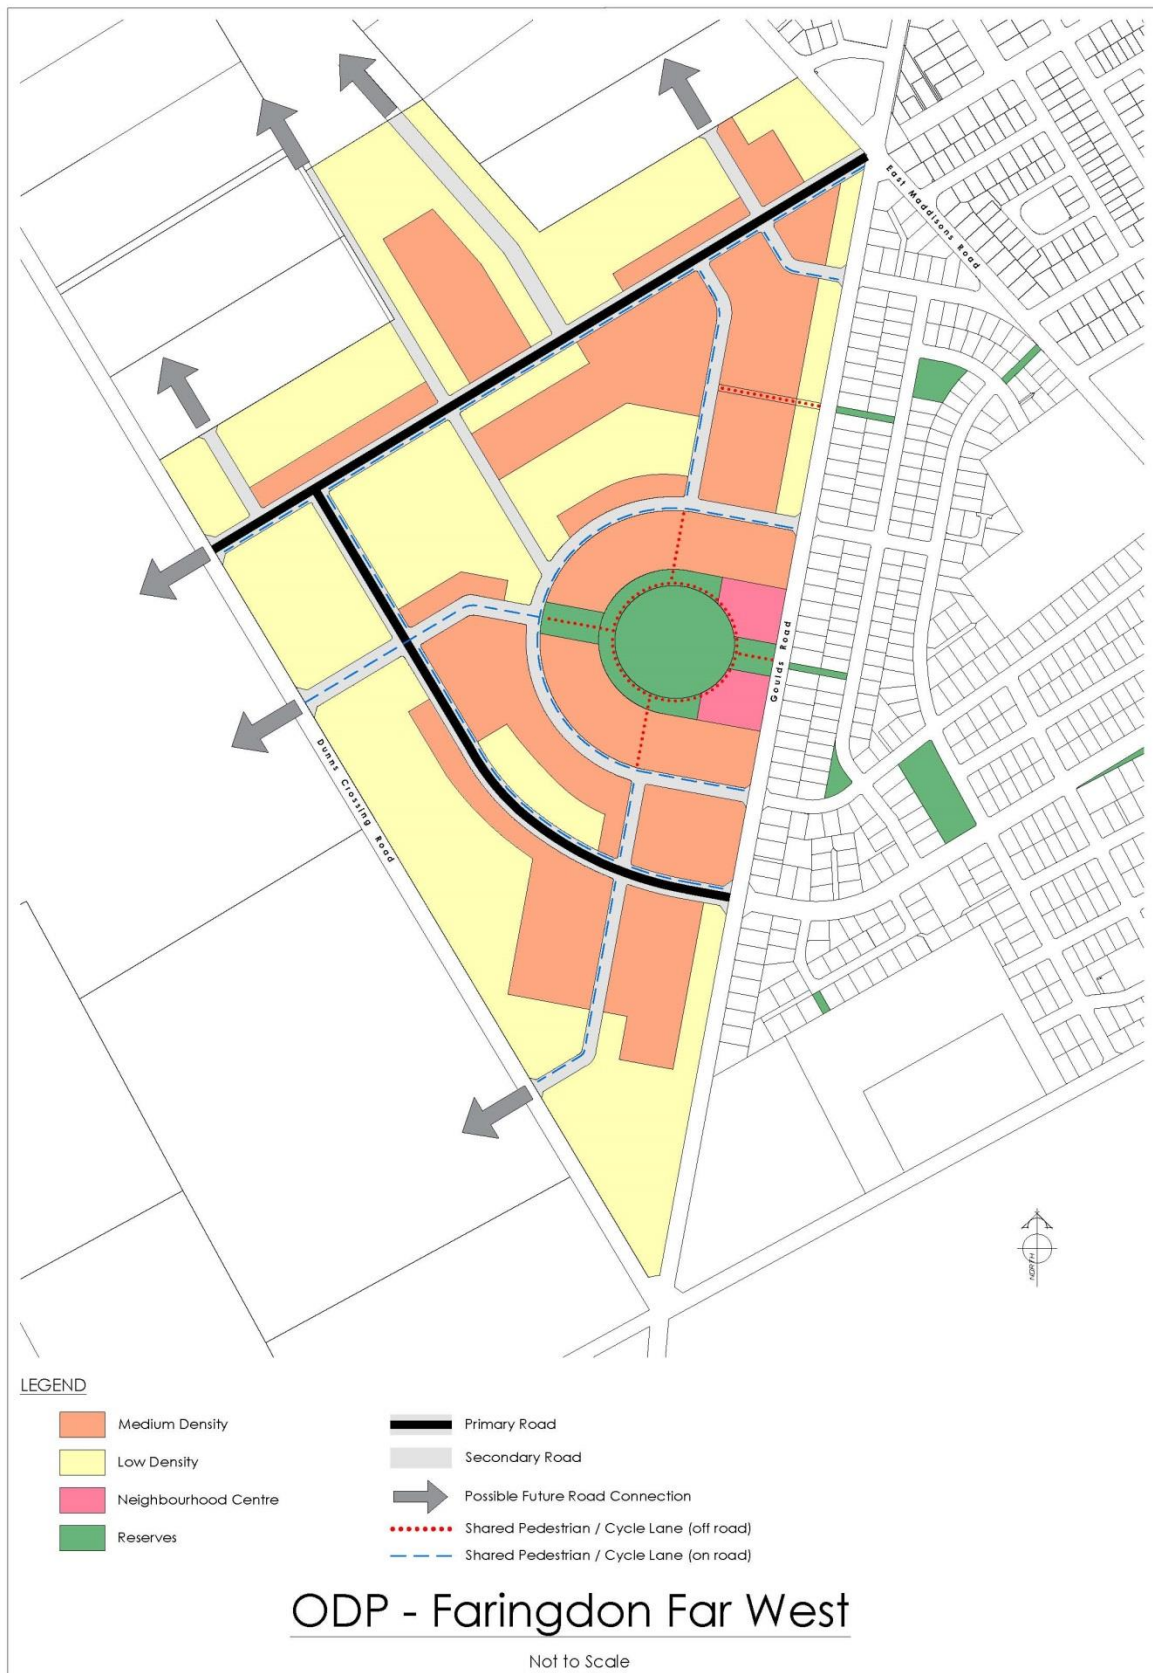 East Maddisons Road
Goulds Road
Dunns Crossing Road
NORTH
LEGEND
Medium Density
Low Density
Neighbourhood Centre
Reserves
Primary Road
Secondary Road
Possible Future Road Connection
Shared Pedestrian / Cycle Lane (off road)
Shared Pedestrian / Cycle Lane (on road)
ODP - Faringdon Far West
Not to Scale